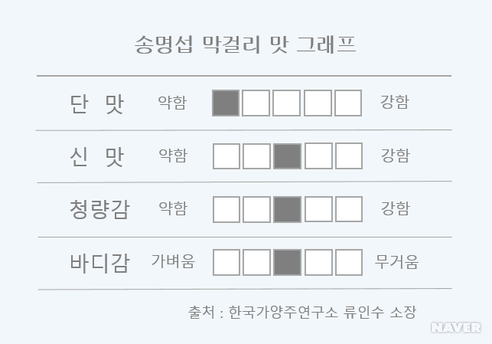 송명섭 막걸리 맛 그래프
단 맛 약함 강함
신 맛 약함 강함
청량감 약함 강함
바디감 가벼움 무거움
출처 : 한국가양주연구소 류인수 소장
NAVER